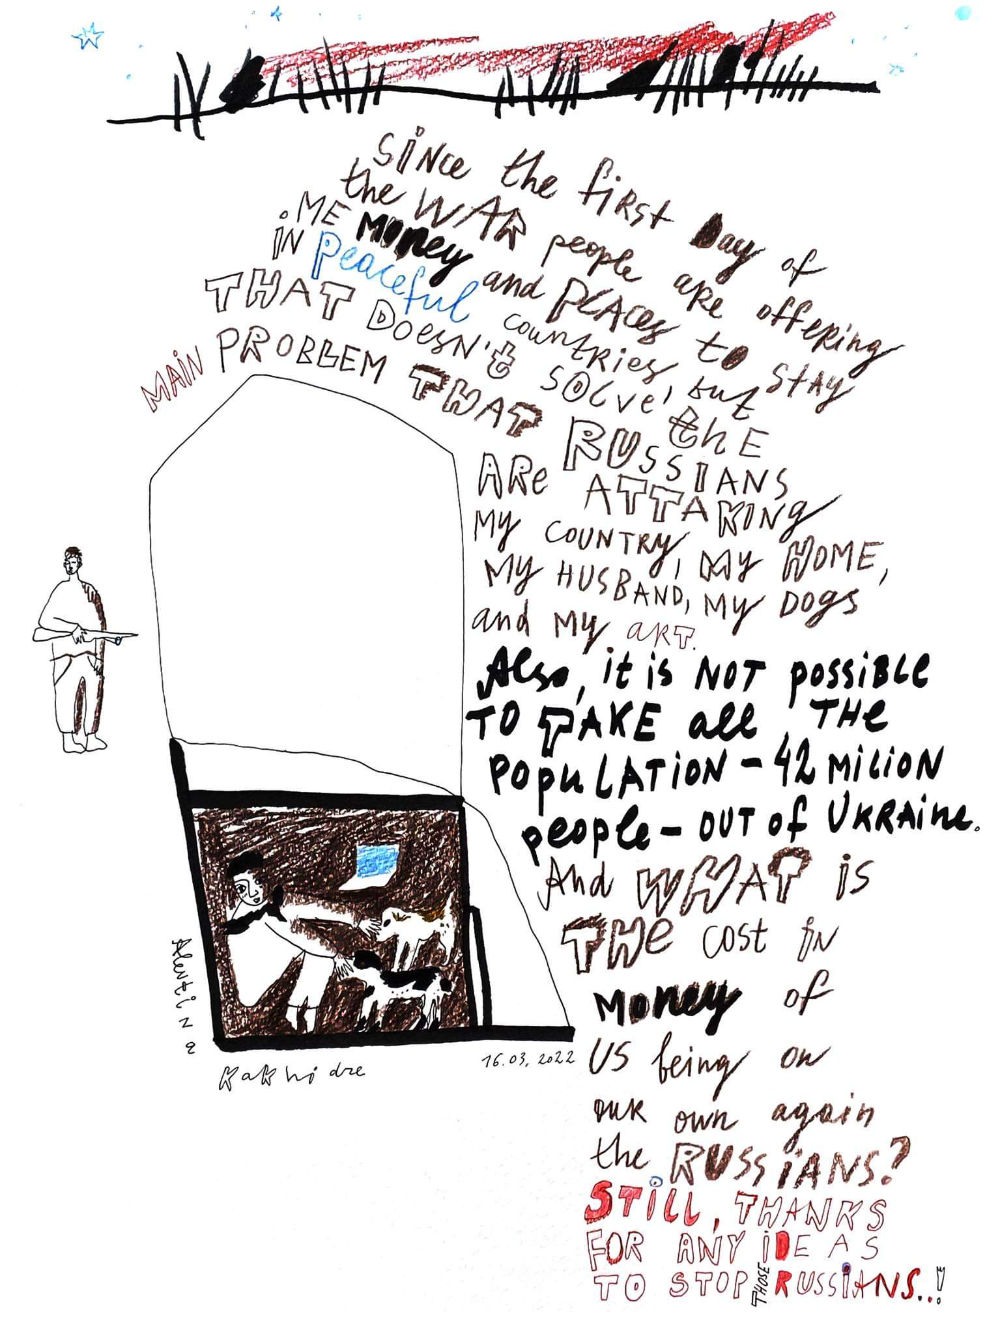 SINce the first Day of
the WAR people are offering
ME MONey and PLACes to stay
iN peaceful countries, but
THAT DOesN't SOLve the
MAiN PROBLEM THAT RUSSIANS
ARe ATTAKING
MY COUNTRY, MY HOME,
MY HUSBAND, MY DOGS
and MY ART.
Also, it is NOT possiBLE
TO TAKE all THe
POPuLATiON – 42 MiLiON
people – OUT of UKRAiNe.
And WHAT is
THe cost iN
MONey of
US being on
our own again
the RUSSiANS?
STiLL, THANKS
FOR ANY iDEAS
TO STOP THOSE RUSSiANS..!
Alevtina
Kakhidze
16.03.2022